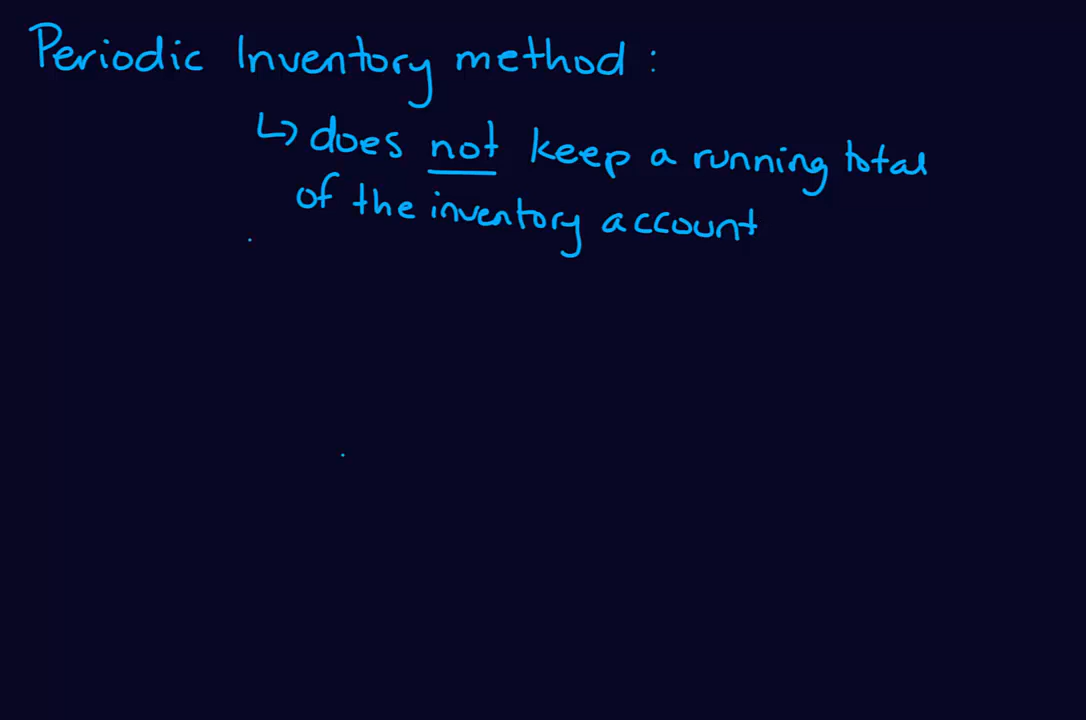 Periodic Inventory method:
↳ does not keep a running total
of the inventory account